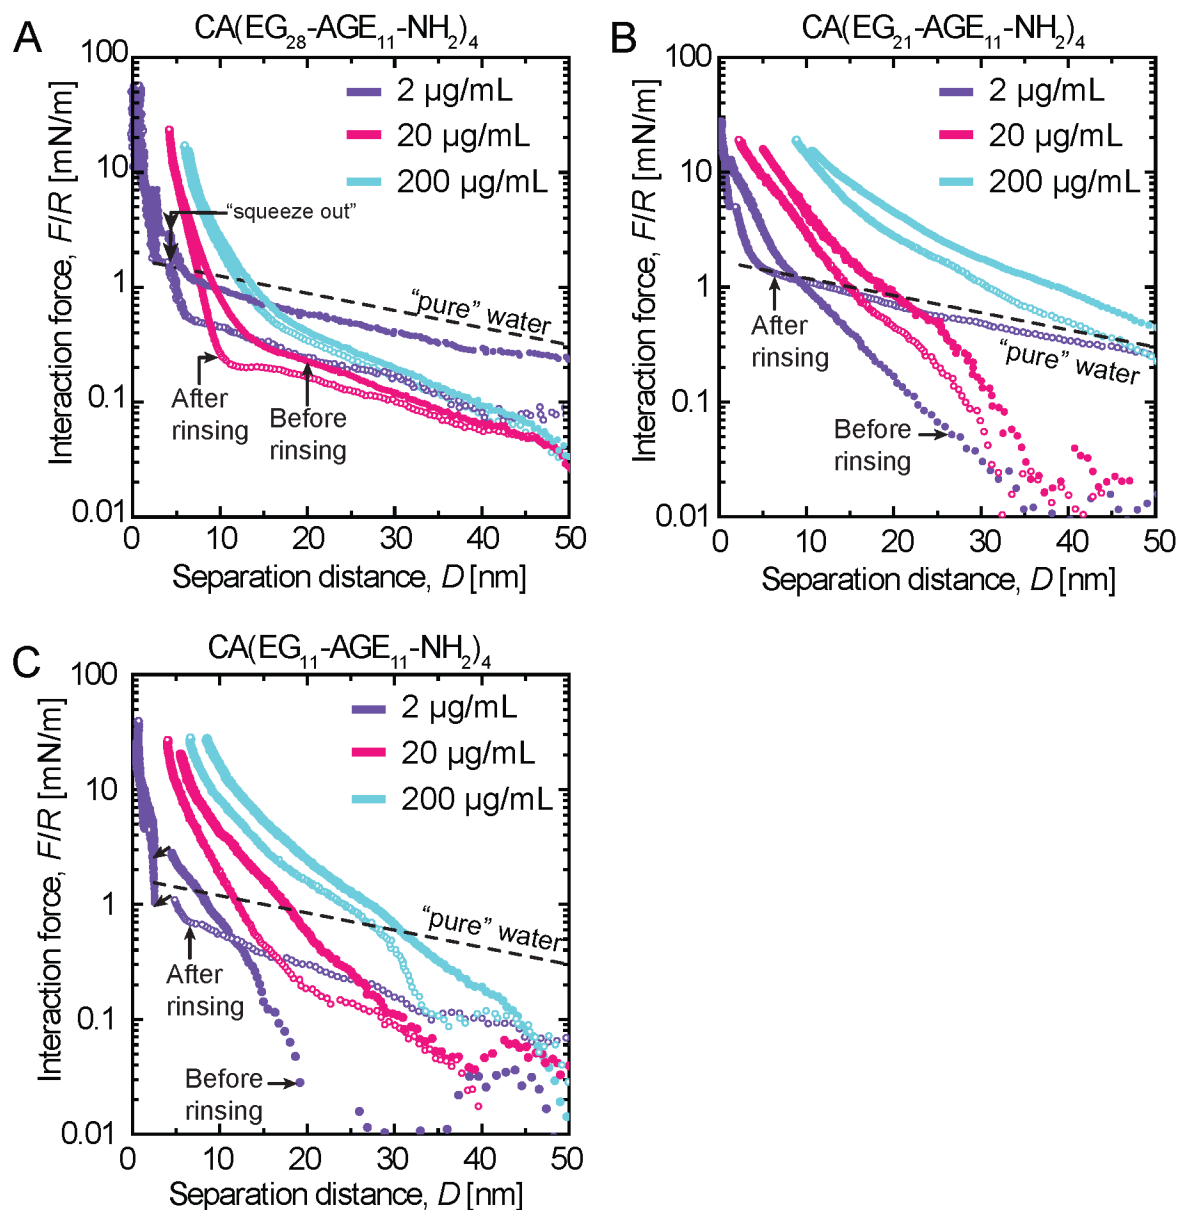 A
CA(EG28-AGE11-NH2)4
Interaction force, F/R [mN/m]
100
10
1
0.1
0.01
2 µg/mL
20 µg/mL
200 µg/mL
"squeeze out"
"pure" water
After
rinsing
Before
rinsing
0 10 20 30 40 50
Separation distance, D [nm]
B
CA(EG21-AGE11-NH2)4
Interaction force, F/R [mN/m]
100
10
1
0.1
0.01
2 µg/mL
20 µg/mL
200 µg/mL
After
rinsing
"pure" water
Before
rinsing
0 10 20 30 40 50
Separation distance, D [nm]
C
CA(EG11-AGE11-NH2)4
Interaction force, F/R [mN/m]
100
10
1
0.1
0.01
2 µg/mL
20 µg/mL
200 µg/mL
"pure" water
After
rinsing
Before
rinsing
0 10 20 30 40 50
Separation distance, D [nm]